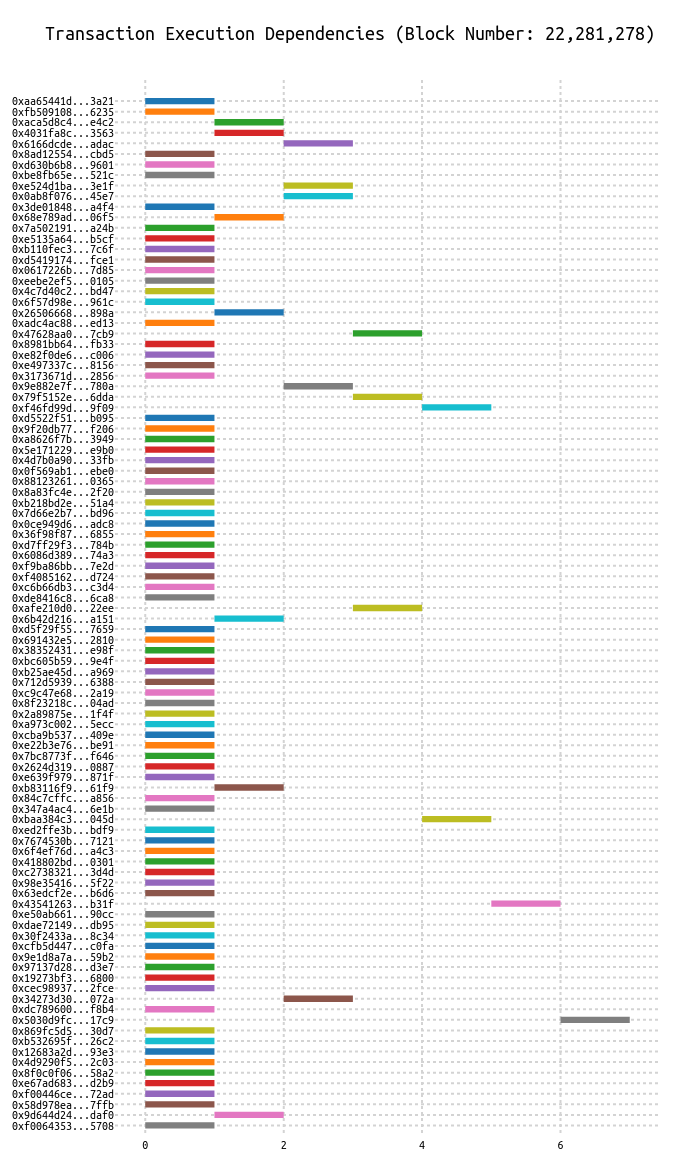 Transaction Execution Dependencies (Block Number: 22,281,278)
0xaa65441d...3a21
0xfb509108...6235
0xaca5d8c4...e4c2
0x4031fa8c...3563
0x6166dcde...adac
0x8ad12554...cbd5
0xd630b6b8...9601
0xbe8fb65e...521c
0xe524d1ba...3e1f
0x0ab8f076...45e7
0x3de01848...a4f4
0x68e789ad...06f5
0x7a502191...a24b
0xe5135a64...b5cf
0xb110fec3...7c6f
0xd5419174...fce1
0x0617226b...7d85
0xeebe2ef5...0105
0x4c7d40c2...bd47
0x6f57d98e...961c
0x26506668...898a
0xadc4ac88...ed13
0x47628aa0...7cb9
0x8981bb64...fb33
0xe82f0de6...c006
0xe497337c...8156
0x3173671d...2856
0x9e882e7f...780a
0x79f5152e...6dda
0xf46fd99d...9f09
0xd5522f51...b095
0x9f20db77...f206
0xa8626f7b...3949
0x5e171229...e9b0
0x4d7b0a90...33fb
0x0f569ab1...ebe0
0x88123261...0365
0x8a83fc4e...2f20
0xb218bd2e...51a4
0x7d66e2b7...bd96
0x0ce949d6...adc8
0x36f98f87...6855
0xd7ff29f3...784b
0x6086d389...74a3
0xf9ba86bb...7e2d
0xf4085162...d724
0xc6b66db3...c3d4
0xde8416c8...6ca8
0xafe210d0...22ee
0x6b42d216...a151
0xd5f29f55...7659
0x691432e5...2810
0x38352431...e98f
0xbc605b59...9e4f
0xb25ae45d...a969
0x712d5939...6388
0xc9c47e68...2a19
0x8f23218c...04ad
0x2a89875e...1f4f
0xa973c002...5ecc
0xcba9b537...409e
0xe22b3e76...be91
0x7bc8773f...f646
0x2624d319...0887
0xe639f979...871f
0xb83116f9...61f9
0x84c7cffc...a856
0x347a4ac4...6e1b
0xbaa384c3...045d
0xed2ffe3b...bdf9
0x7674530b...7121
0x6f4ef76d...a4c3
0x418802bd...0301
0xc2738321...3d4d
0x98e35416...5f22
0x63edcf2e...b6d6
0x43541263...b31f
0xe50ab661...90cc
0xdae72149...db95
0x30f2433a...8c34
0xcfb5d447...c0fa
0x9e1d8a7a...59b2
0x97137d28...d3e7
0x19273bf3...6800
0xcec98937...2fce
0x34273d30...072a
0xdc789600...f8b4
0x5030d9fc...17c9
0x869fc5d5...30d7
0xb532695f...26c2
0x12683a2d...93e3
0x4d9290f5...2c03
0x8f0c0f06...58a2
0xe67ad683...d2b9
0xf00446ce...72ad
0x58d978ea...7ffb
0x9d644d24...daf0
0xf0064353...5708
0 2 4 6